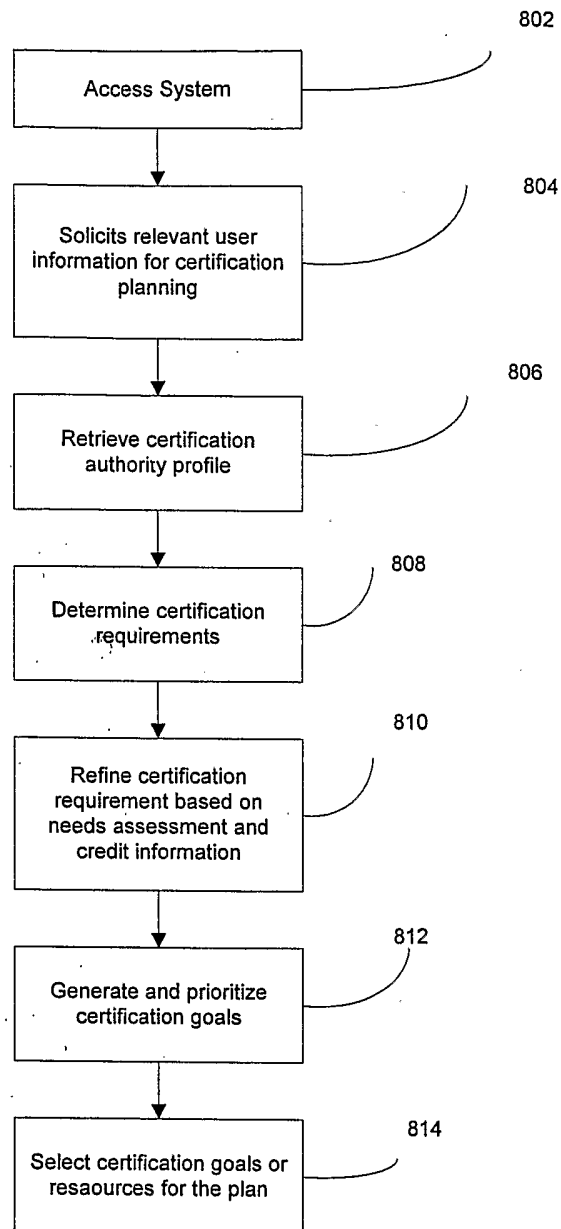 802
Access System
804
Solicits relevant user
information for certification
planning
806
Retrieve certification
authority profile
808
Determine certification
requirements
810
Refine certification
requirement based on
needs assessment and
credit information
812
Generate and prioritize
certification goals
814
Select certification goals or
resaources for the plan